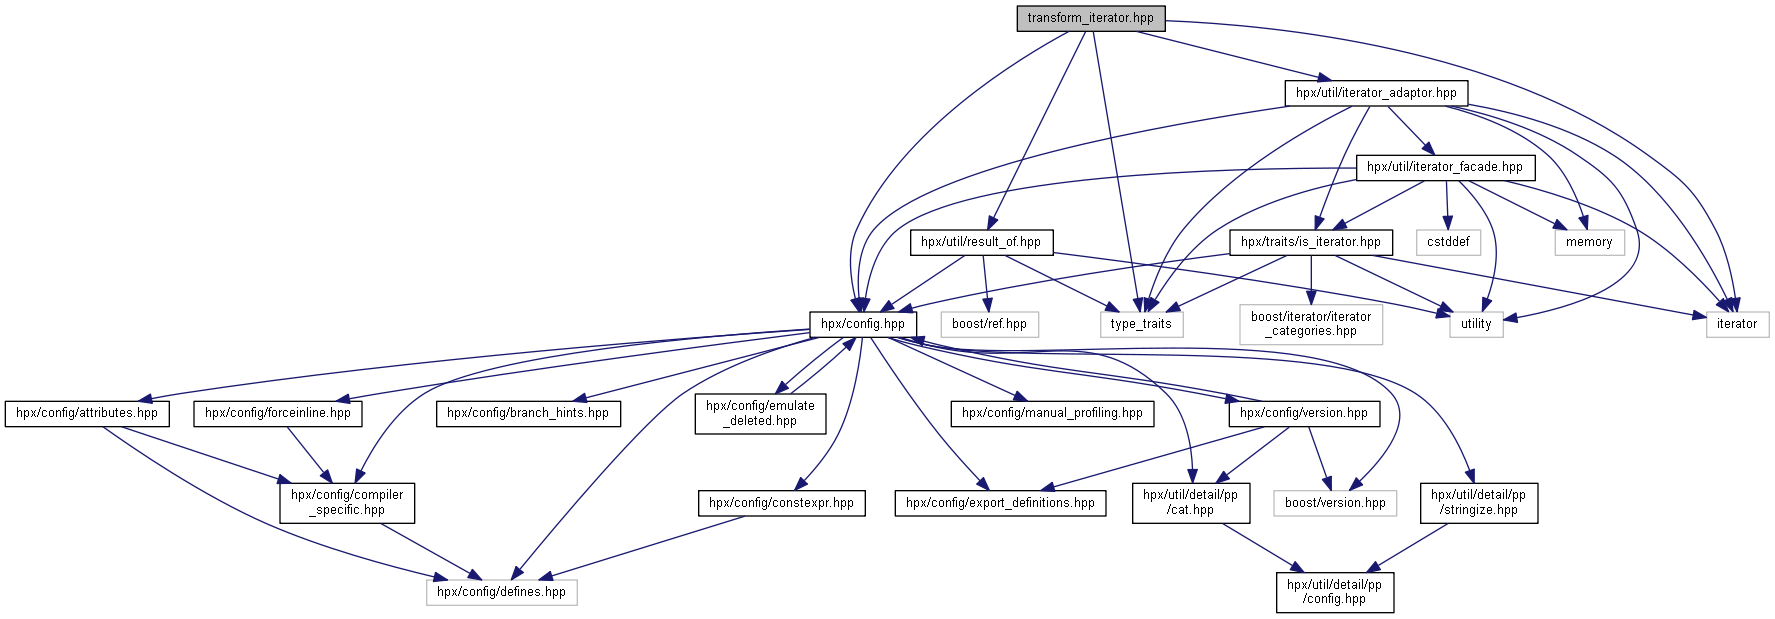 transform_iterator.hpp
hpx/util/iterator_adaptor.hpp
hpx/util/iterator_facade.hpp
hpx/util/result_of.hpp
hpx/traits/is_iterator.hpp
cstddef
memory
hpx/config.hpp
boost/ref.hpp
type_traits
boost/iterator/iterator
_categories.hpp
utility
iterator
hpx/config/attributes.hpp
hpx/config/forceinline.hpp
hpx/config/branch_hints.hpp
hpx/config/emulate
_deleted.hpp
hpx/config/manual_profiling.hpp
hpx/config/version.hpp
hpx/config/compiler
_specific.hpp
hpx/config/constexpr.hpp
hpx/config/export_definitions.hpp
hpx/util/detail/pp
/cat.hpp
boost/version.hpp
hpx/util/detail/pp
/stringize.hpp
hpx/config/defines.hpp
hpx/util/detail/pp
/config.hpp